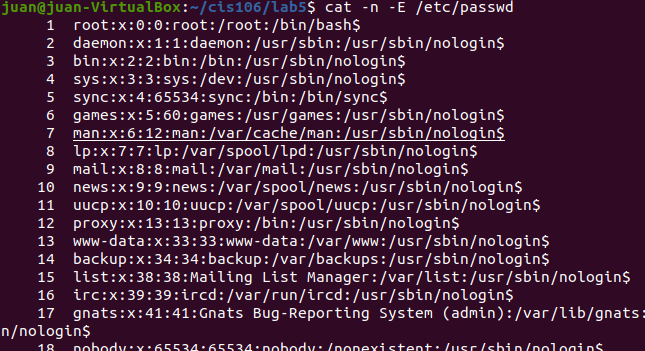 juan@juan-VirtualBox:~/cis106/lab5$ cat -n -E /etc/passwd
1 root:x:0:0:root:/root:/bin/bash$
2 daemon:x:1:1:daemon:/usr/sbin:/usr/sbin/nologin$
3 bin:x:2:2:bin:/bin:/usr/sbin/nologin$
4 sys:x:3:3:sys:/dev:/usr/sbin/nologin$
5 sync:x:4:65534:sync:/bin:/bin/sync$
6 games:x:5:60:games:/usr/games:/usr/sbin/nologin$
7 man:x:6:12:man:/var/cache/man:/usr/sbin/nologin$
8 lp:x:7:7:lp:/var/spool/lpd:/usr/sbin/nologin$
9 mail:x:8:8:mail:/var/mail:/usr/sbin/nologin$
10 news:x:9:9:news:/var/spool/news:/usr/sbin/nologin$
11 uucp:x:10:10:uucp:/var/spool/uucp:/usr/sbin/nologin$
12 proxy:x:13:13:proxy:/bin:/usr/sbin/nologin$
13 www-data:x:33:33:www-data:/var/www:/usr/sbin/nologin$
14 backup:x:34:34:backup:/var/backups:/usr/sbin/nologin$
15 list:x:38:38:Mailing List Manager:/var/list:/usr/sbin/nologin$
16 irc:x:39:39:ircd:/var/run/ircd:/usr/sbin/nologin$
17 gnats:x:41:41:Gnats Bug-Reporting System (admin):/var/lib/gnats:
n/nologin$
18 nobody:x:65534:65534:nobody:/nonexistent:/usr/sbin/nologin$